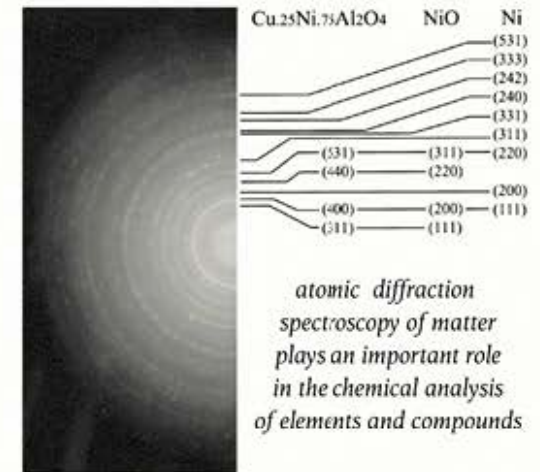 Cu.25Ni.75Al2O4 NiO Ni
(531)
(333)
(242)
(240)
(331)
(311)
(531) (311) (220)
(440) (220)
(200)
(400) (200) (111)
(311) (111)
atomic diffraction
spectroscopy of matter
plays an important role
in the chemical analysis
of elements and compounds